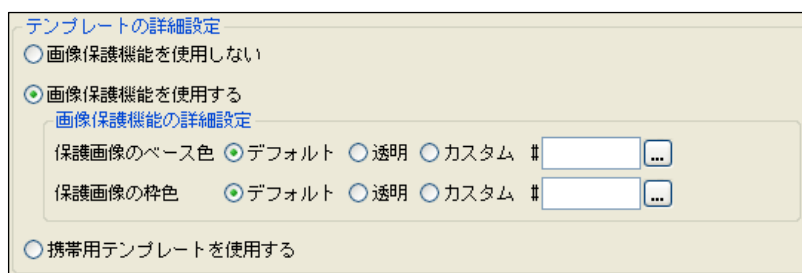 テンプレートの詳細設定
画像保護機能を使用しない
画像保護機能を使用する
画像保護機能の詳細設定
保護画像のベース色 デフォルト 透明 カスタム # ...
保護画像の枠色 デフォルト 透明 カスタム # ...
携帯用テンプレートを使用する